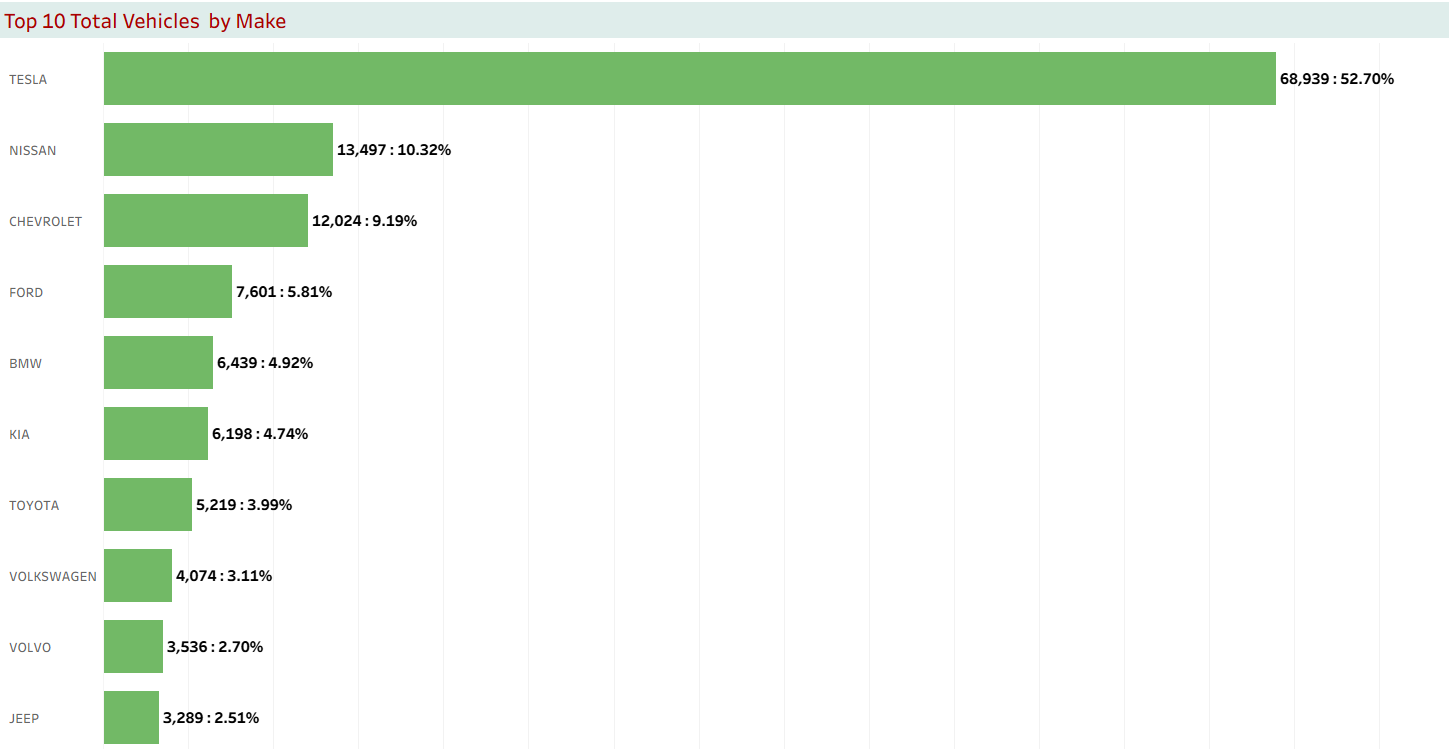 Top 10 Total Vehicles by Make
TESLA 68,939 : 52.70%
NISSAN 13,497 : 10.32%
CHEVROLET 12,024 : 9.19%
FORD 7,601 : 5.81%
BMW 6,439 : 4.92%
KIA 6,198 : 4.74%
TOYOTA 5,219 : 3.99%
VOLKSWAGEN 4,074 : 3.11%
VOLVO 3,536 : 2.70%
JEEP 3,289 : 2.51%